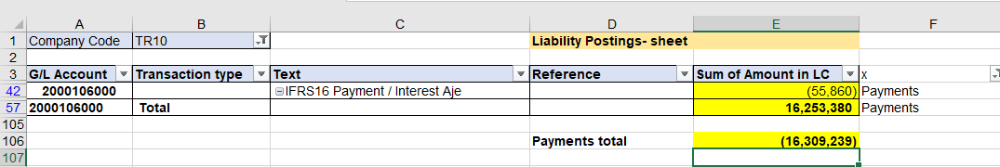 A B C D E F
1 Company Code TR10 Liability Postings- sheet
2
3 G/L Account Transaction type Text Reference Sum of Amount in LC x
42 2000106000 IFRS16 Payment / Interest Aje (55,860) Payments
57 2000106000 Total 16,253,380 Payments
105
106 Payments total (16,309,239)
107